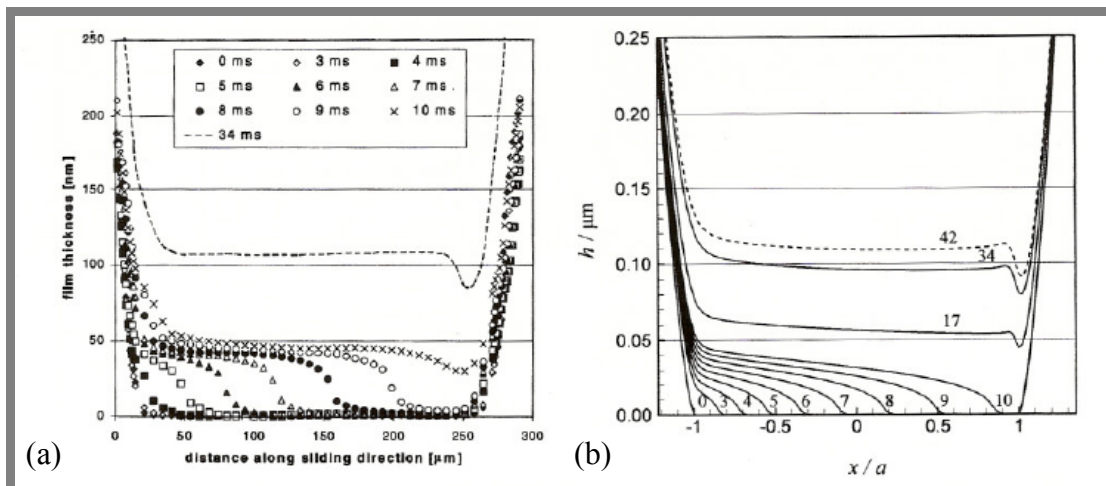 250
200
150
100
50
0
film thickness [nm]
0 ms 3 ms 4 ms
5 ms 6 ms 7 ms
8 ms 9 ms 10 ms
34 ms
0 50 100 150 200 250 300
distance along sliding direction [µm]
(a)
0.25
0.20
0.15
0.10
0.05
0.00
h / µm
42
34
17
0 3 4 5 6 7 8 9 10
-1 -0.5 0 0.5 1
x / a
(b)